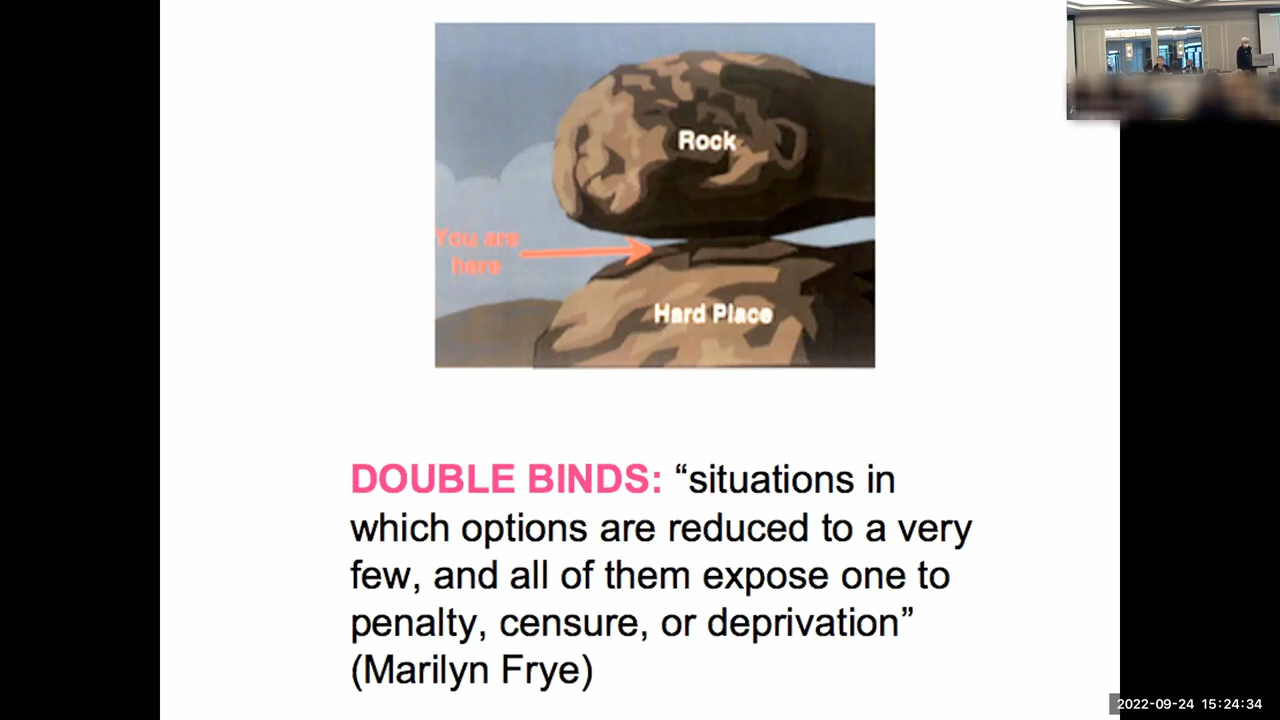 Rock
You are
here
Hard Place
DOUBLE BINDS: “situations in
which options are reduced to a very
few, and all of them expose one to
penalty, censure, or deprivation”
(Marilyn Frye)
2022-09-24 15:24:34